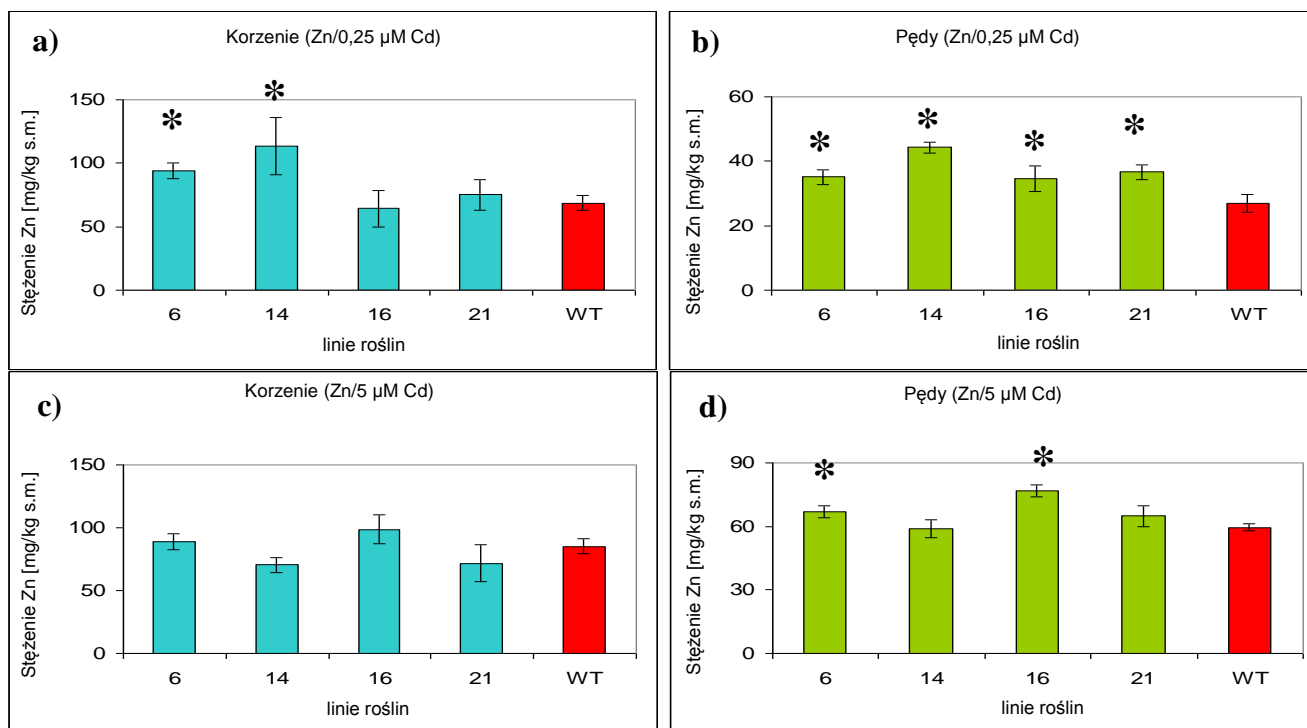 a)
Korzenie (Zn/0,25 µM Cd)
Stężenie Zn [mg/kg s.m.]
150
100
50
0
* *
6 14 16 21 WT
linie roślin
b)
Pędy (Zn/0,25 µM Cd)
Stężenie Zn [mg/kg s.m.]
60
40
20
0
* * * *
6 14 16 21 WT
linie roślin
c)
Korzenie (Zn/5 µM Cd)
Stężenie Zn [mg/kg s.m.]
150
100
50
0
6 14 16 21 WT
linie roślin
d)
Pędy (Zn/5 µM Cd)
Stężenie Zn [mg/kg s.m.]
90
60
30
0
* *
6 14 16 21 WT
linie roślin